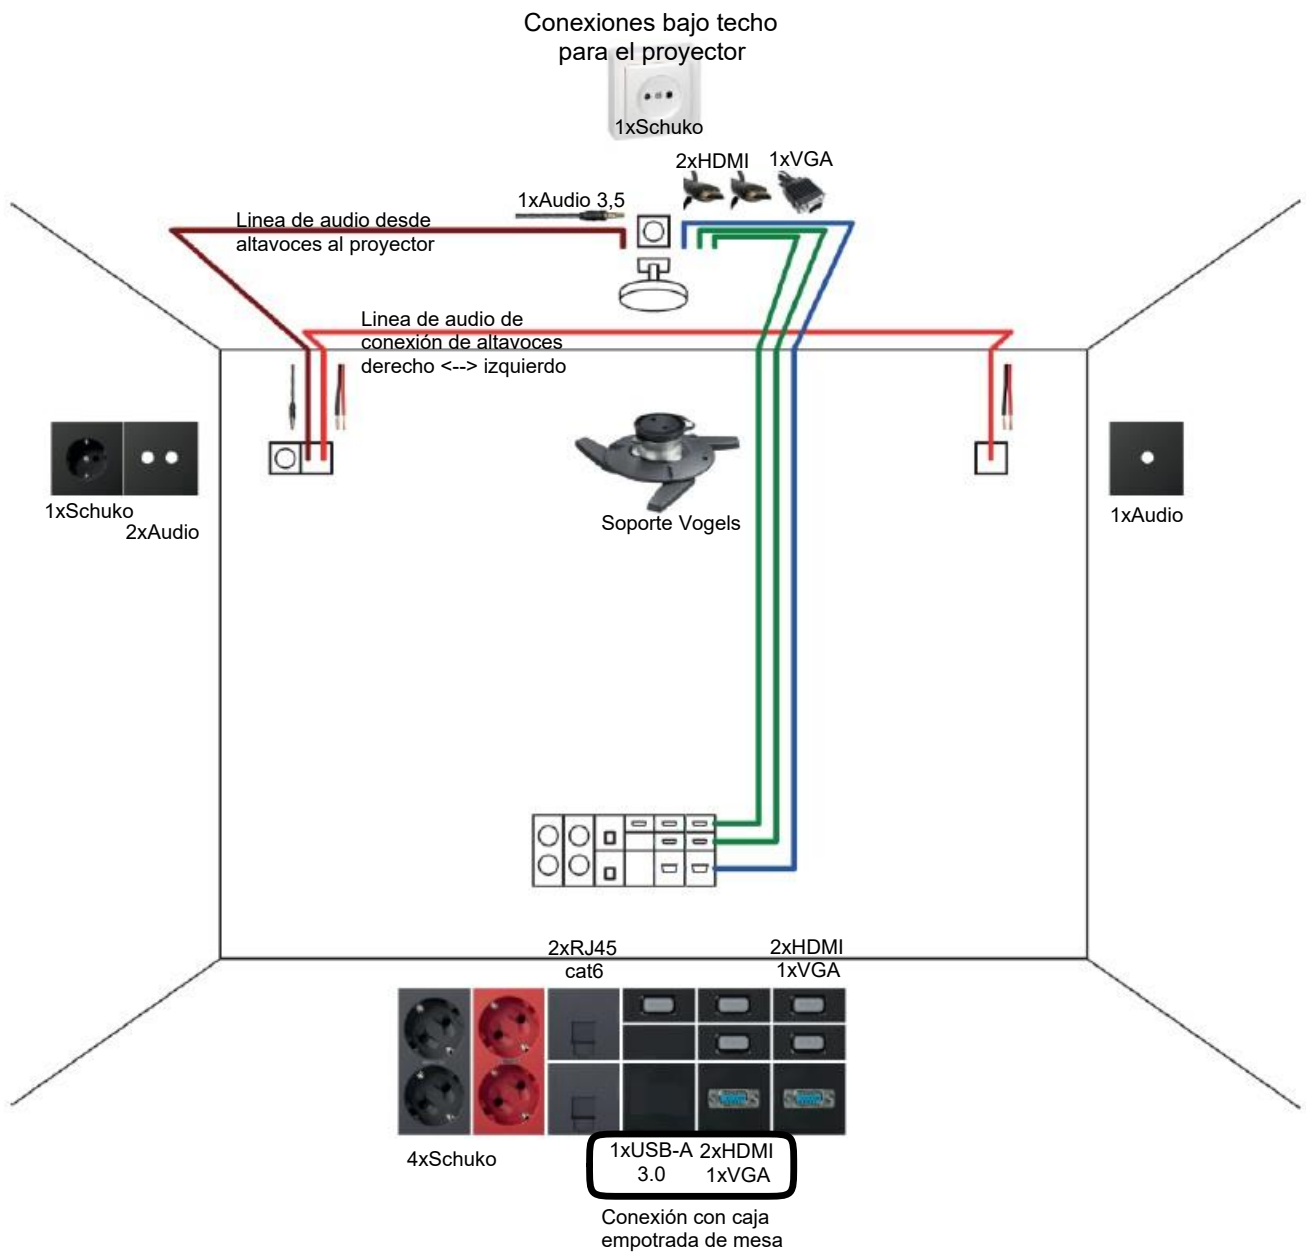 Conexiones bajo techo
para el proyector
1xSchuko
2xHDMI
1xVGA
1xAudio 3,5
Linea de audio desde
altavoces al proyector
Linea de audio de
conexión de altavoces
derecho <--> izquierdo
1xSchuko
2xAudio
Soporte Vogels
1xAudio
2xRJ45
cat6
2xHDMI
1xVGA
4xSchuko
1xUSB-A
3.0
2xHDMI
1xVGA
Conexión con caja
empotrada de mesa